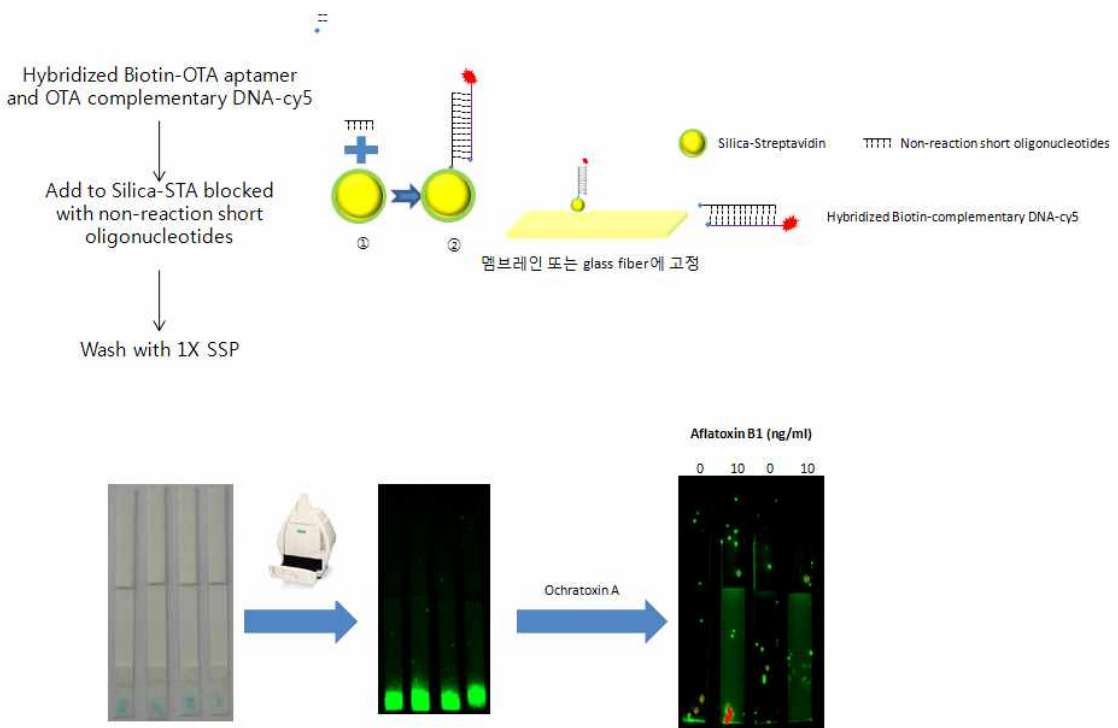 Hybridized Biotin-OTA aptamer
and OTA complementary DNA-cy5
Add to Silica-STA blocked
with non-reaction short
oligonucleotides
Wash with 1X SSP
①
②
Silica-Streptavidin
Non-reaction short oligonucleotides
Hybridized Biotin-complementary DNA-cy5
멤브레인 또는 glass fiber에 고정
Ochratoxin A
Aflatoxin B1 (ng/ml)
0 10 0 10